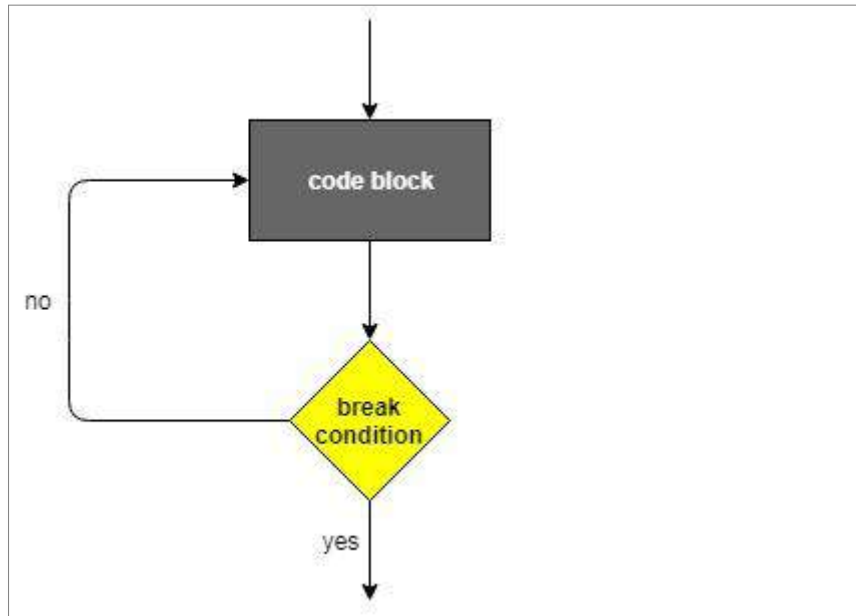 code block
no
break
condition
yes